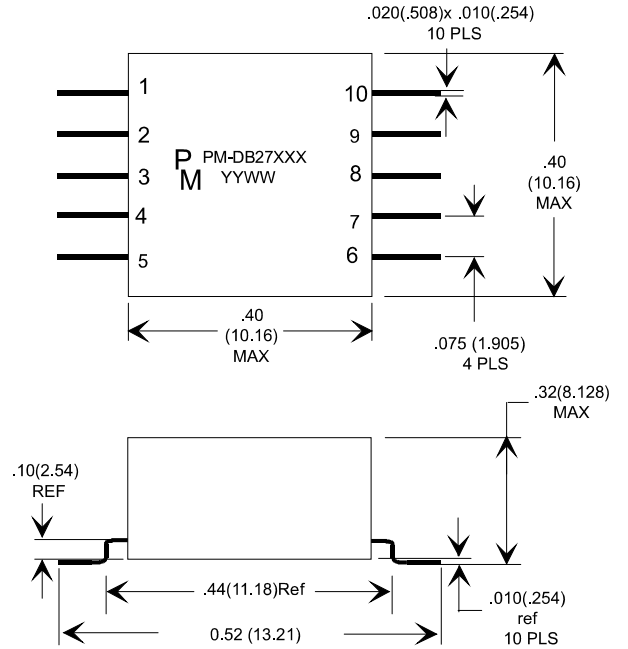 .020(.508)x .010(.254)
10 PLS
1
10
2
9
3
8
4
7
5
6
P
M
PM-DB27XXX
YYWW
.40
(10.16)
MAX
.40
(10.16)
MAX
.075 (1.905)
4 PLS
.32(8.128)
MAX
.10(2.54)
REF
.44(11.18)Ref
0.52 (13.21)
.010(.254)
ref
10 PLS